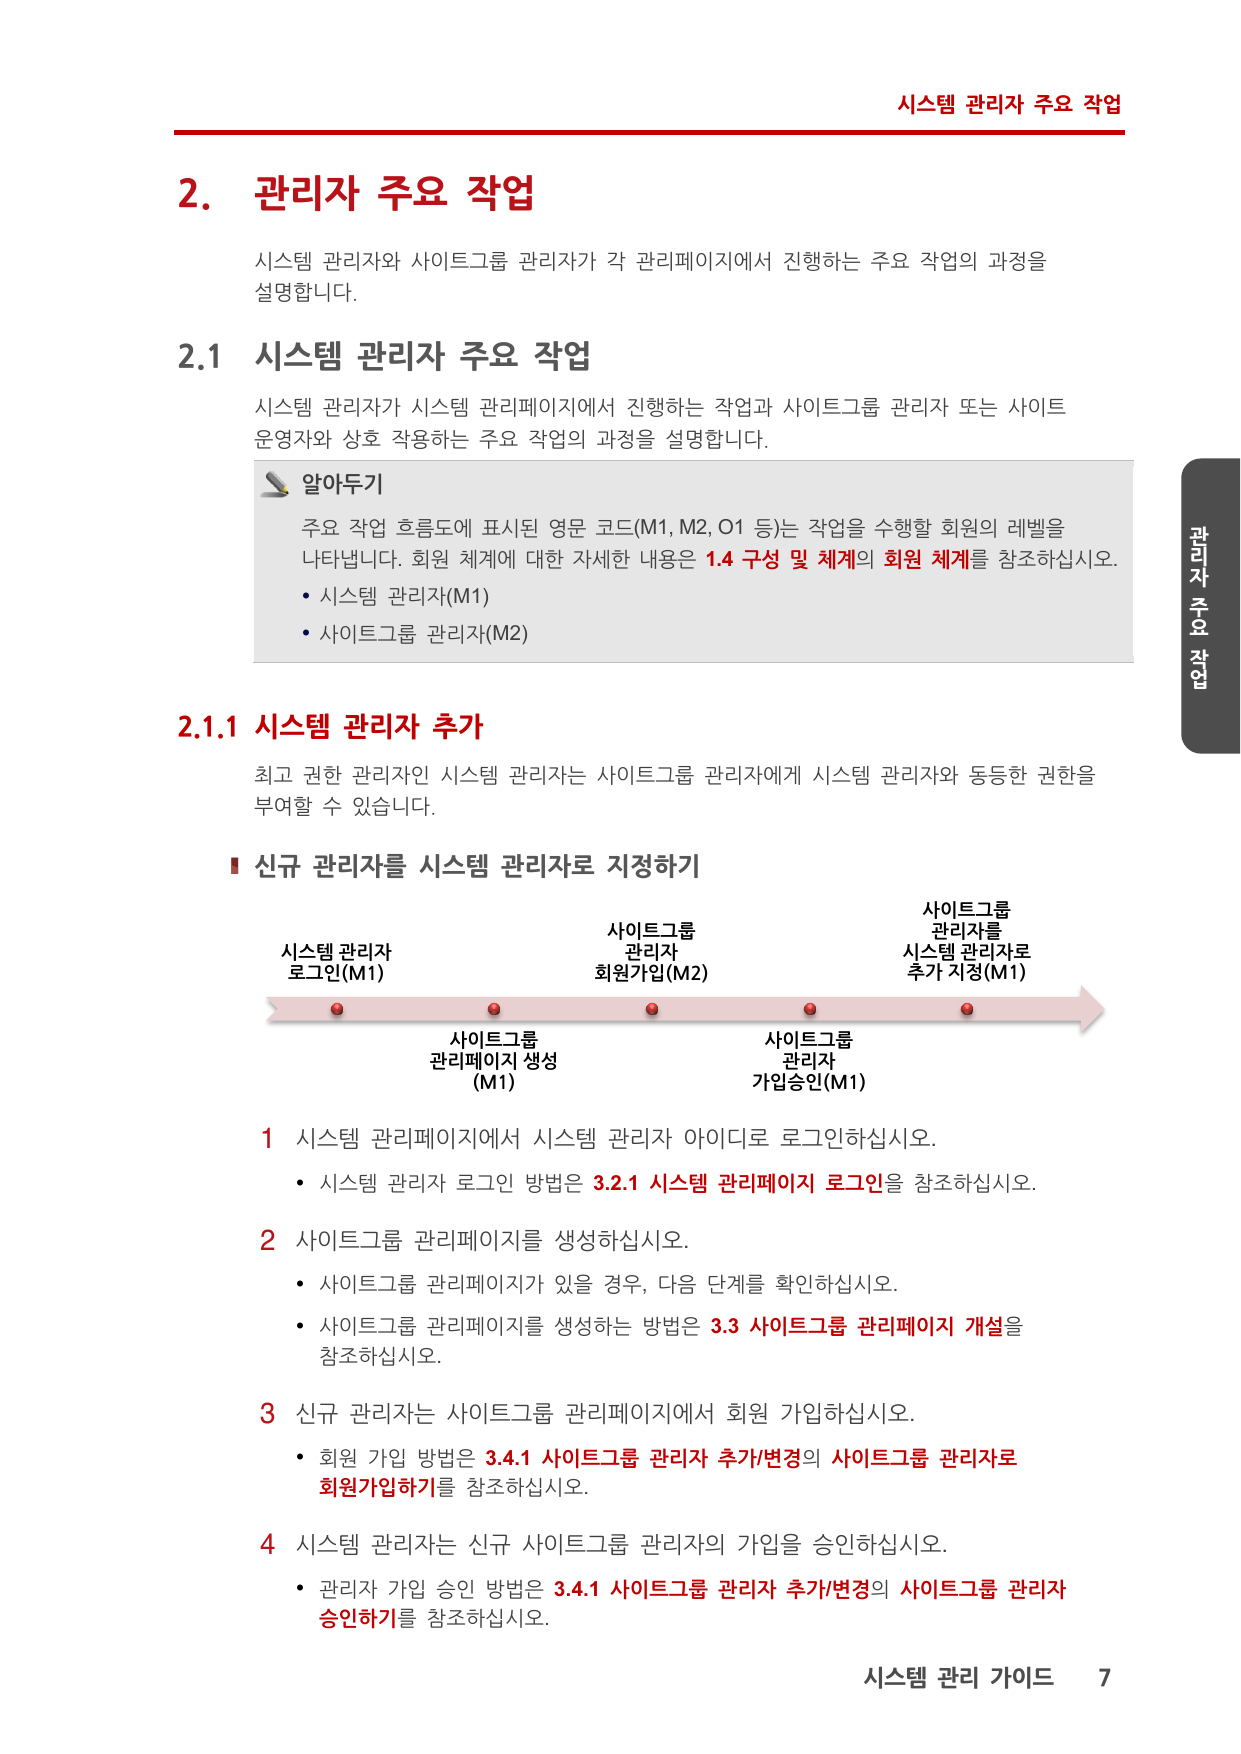 시스템 관리자 주요 작업
2. 관리자 주요 작업
시스템 관리자와 사이트그룹 관리자가 각 관리페이지에서 진행하는 주요 작업의 과정을
설명합니다.
2.1 시스템 관리자 주요 작업
시스템 관리자가 시스템 관리페이지에서 진행하는 작업과 사이트그룹 관리자 또는 사이트
운영자와 상호 작용하는 주요 작업의 과정을 설명합니다.
알아두기
주요 작업 흐름도에 표시된 영문 코드(M1, M2, O1 등)는 작업을 수행할 회원의 레벨을
나타냅니다. 회원 체계에 대한 자세한 내용은 1.4 구성 및 체계의 회원 체계를 참조하십시오.
• 시스템 관리자(M1)
• 사이트그룹 관리자(M2)
관리자 주요 작업
2.1.1 시스템 관리자 추가
최고 권한 관리자인 시스템 관리자는 사이트그룹 관리자에게 시스템 관리자와 동등한 권한을
부여할 수 있습니다.
신규 관리자를 시스템 관리자로 지정하기
시스템 관리자
로그인(M1)
사이트그룹
관리페이지 생성
(M1)
사이트그룹
관리자
회원가입(M2)
사이트그룹
관리자
가입승인(M1)
사이트그룹
관리자를
시스템 관리자로
추가 지정(M1)
1 시스템 관리페이지에서 시스템 관리자 아이디로 로그인하십시오.
• 시스템 관리자 로그인 방법은 3.2.1 시스템 관리페이지 로그인을 참조하십시오.
2 사이트그룹 관리페이지를 생성하십시오.
• 사이트그룹 관리페이지가 있을 경우, 다음 단계를 확인하십시오.
• 사이트그룹 관리페이지를 생성하는 방법은 3.3 사이트그룹 관리페이지 개설을
참조하십시오.
3 신규 관리자는 사이트그룹 관리페이지에서 회원 가입하십시오.
• 회원 가입 방법은 3.4.1 사이트그룹 관리자 추가/변경의 사이트그룹 관리자로
회원가입하기를 참조하십시오.
4 시스템 관리자는 신규 사이트그룹 관리자의 가입을 승인하십시오.
• 관리자 가입 승인 방법은 3.4.1 사이트그룹 관리자 추가/변경의 사이트그룹 관리자
승인하기를 참조하십시오.
시스템 관리 가이드 7